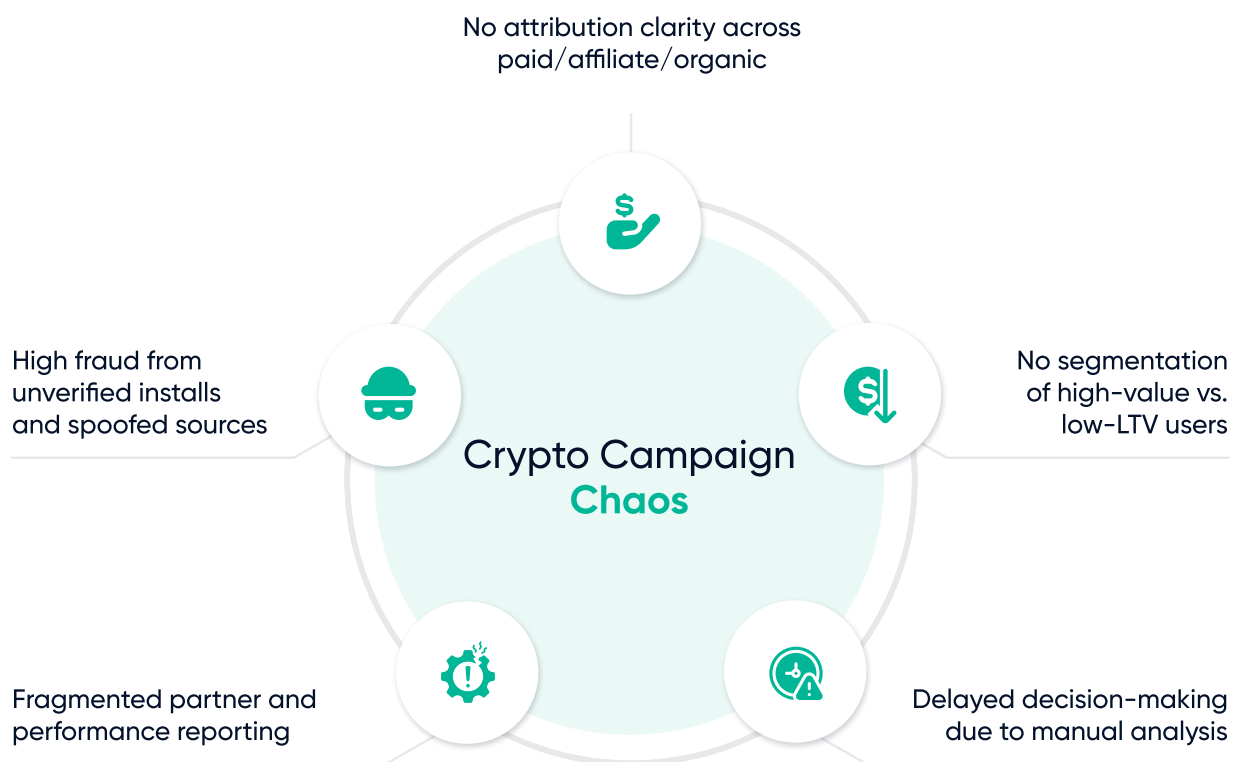 No attribution clarity across
paid/affiliate/organic
High fraud from
unverified installs
and spoofed sources
No segmentation
of high-value vs.
low-LTV users
Crypto Campaign
Chaos
Fragmented partner and
performance reporting
Delayed decision-making
due to manual analysis